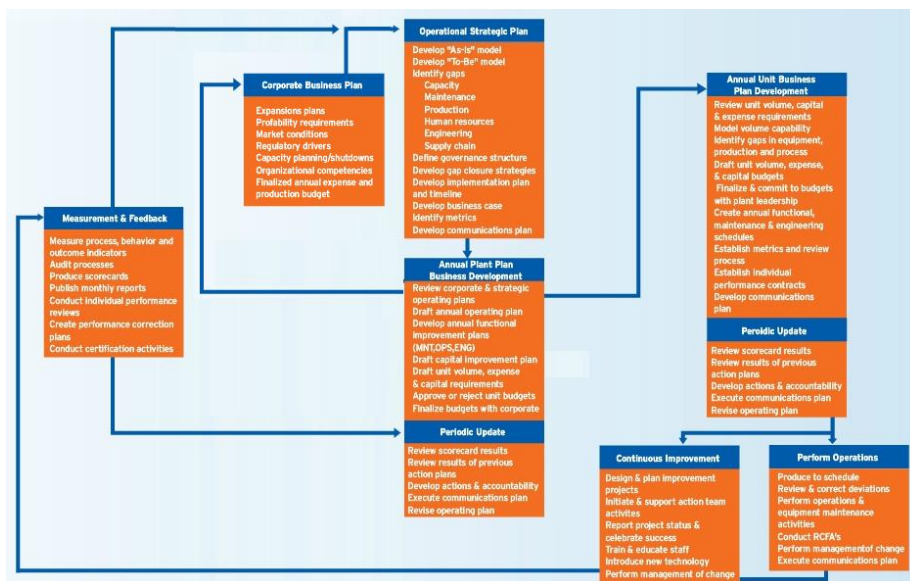 Operational Strategic Plan
Develop "As-Is" model
Develop "To-Be" model
Identify gaps
Capacity
Maintenance
Production
Human resources
Engineering
Supply chain
Define governance structure
Develop gap closure strategies
Develop implementation plan
and timeline
Develop business case
Identify metrics
Develop communications plan
Corporate Business Plan
Expansions plans
Profability requirements
Market conditions
Regulatory drivers
Capacity planning/shutdowns
Organizational competencies
Finalized annual expense and
production budget
Annual Unit Business
Plan Development
Review unit volume, capital
& expense requirements
Model volume capability
Identify gaps in equipment,
production and process
Draft unit volume, expense,
& capital budgets
Finalize & commit to budgets
with plant leadership
Create annual functional,
maintenance & engineering
schedules
Establish metrics and review
process
Establish individual
performance contracts
Develop communications
plan
Peroidic Update
Review scorecard results
Review results of previous
action plans
Develop actions & accountability
Execute communications plan
Revise operating plan
Measurement & Feedback
Measure process, behavior and
outcome indicators
Audit processes
Produce scorecards
Publish monthly reports
Conduct individual performance
reviews
Create performance correction
plans
Conduct certification activities
Annual Plant Plan
Business Development
Review corporate & strategic
operating plans
Draft annual operating plan
Develop annual functional
improvement plans
(MNT,OPS,ENG)
Draft capital improvement plan
Draft unit volume, expense
& capital requirements
Approve or reject unit budgets
Finalize budgets with corporate
Periodic Update
Review scorecard results
Review results of previous
action plans
Develop actions & accountability
Execute communications plan
Revise operating plan
Continuous Improvement
Design & plan improvement
projects
Initiate & support action team
activites
Report project status &
celebrate success
Train & educate staff
Introduce new technology
Perform management of change
Perform Operations
Produce to schedule
Review & correct deviations
Perform operations &
equipment maintenance
activities
Conduct RCFA's
Perform managementof change
Execute communications plan